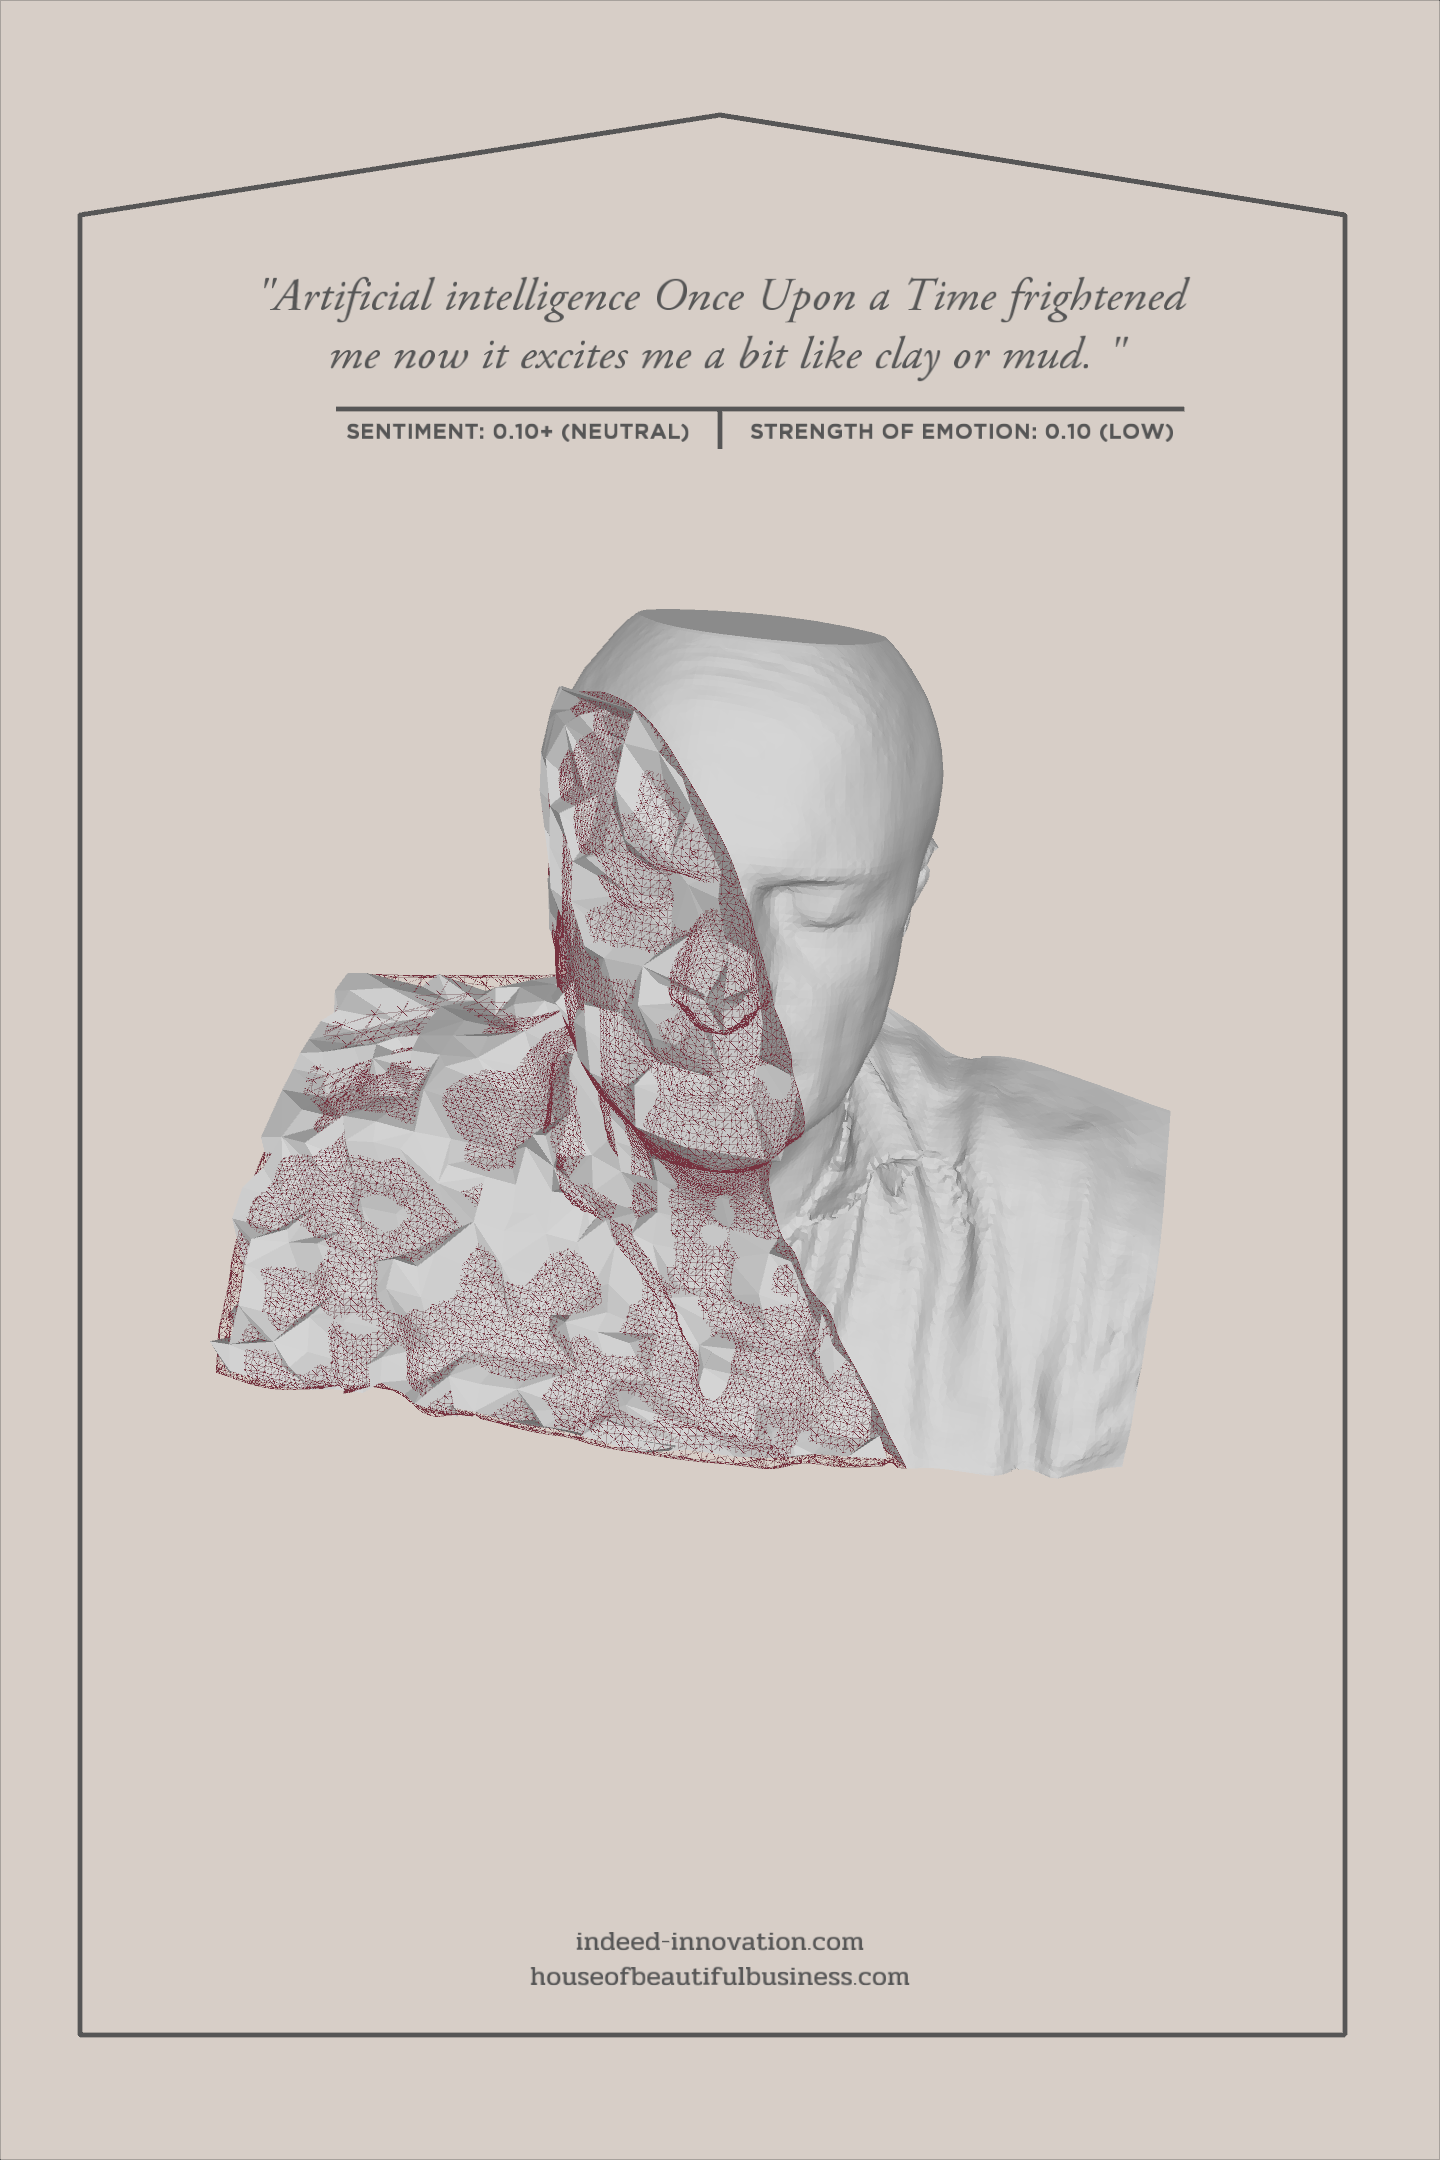 "Artificial intelligence Once Upon a Time frightened
me now it excites me a bit like clay or mud. "
SENTIMENT: 0.10+ (NEUTRAL) STRENGTH OF EMOTION: 0.10 (LOW)
indeed-innovation.com
houseofbeautifulbusiness.com